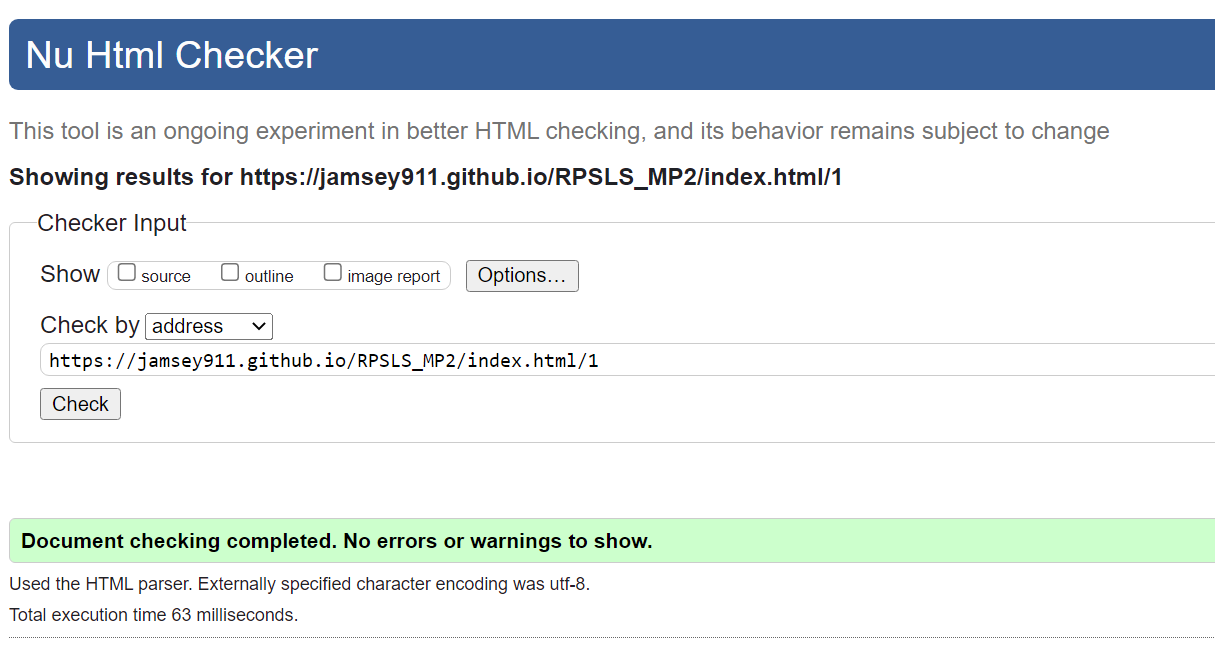 Nu Html Checker
This tool is an ongoing experiment in better HTML checking, and its behavior remains subject to change
Showing results for https://jamsey911.github.io/RPSLS_MP2/index.html/1
Checker Input
Show source outline image report Options…
Check by address
https://jamsey911.github.io/RPSLS_MP2/index.html/1
Check
Document checking completed. No errors or warnings to show.
Used the HTML parser. Externally specified character encoding was utf-8.
Total execution time 63 milliseconds.